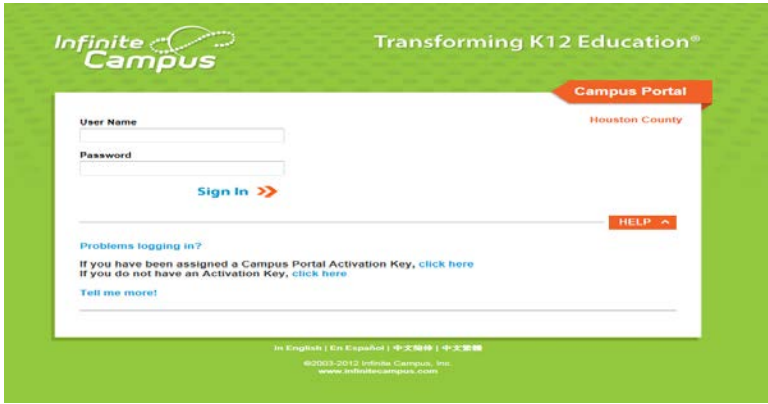 Infinite Campus
Transforming K12 Education®
Campus Portal
Houston County
User Name
Password
Sign In
HELP
Problems logging in?
If you have been assigned a Campus Portal Activation Key, click here
If you do not have an Activation Key, click here
Tell me more!
In English | En Español | 中文简体 | 中文繁體
©2003-2012 Infinite Campus, Inc.
www.infinitecampus.com